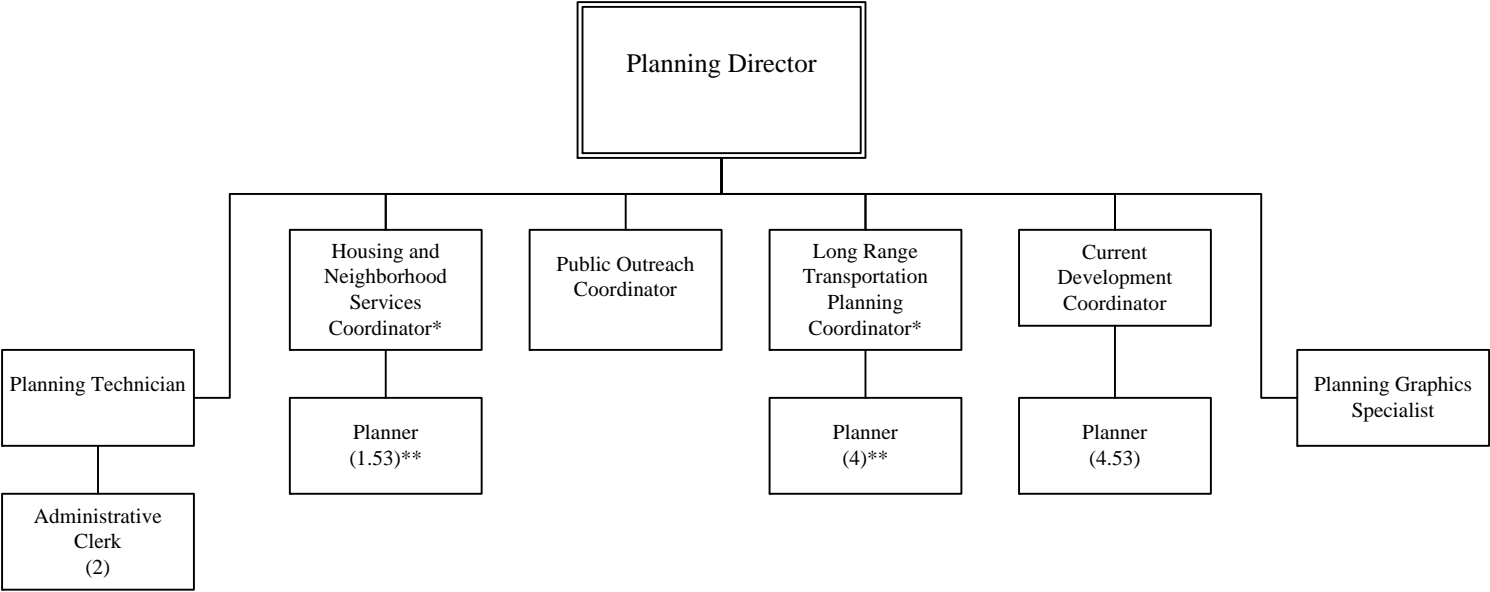 Planning Director
Housing and
Neighborhood
Services
Coordinator*
Public Outreach
Coordinator
Long Range
Transportation
Planning
Coordinator*
Current
Development
Coordinator
Planning Technician
Planning Graphics
Specialist
Planner
(1.53)**
Planner
(4)**
Planner
(4.53)
Administrative
Clerk
(2)